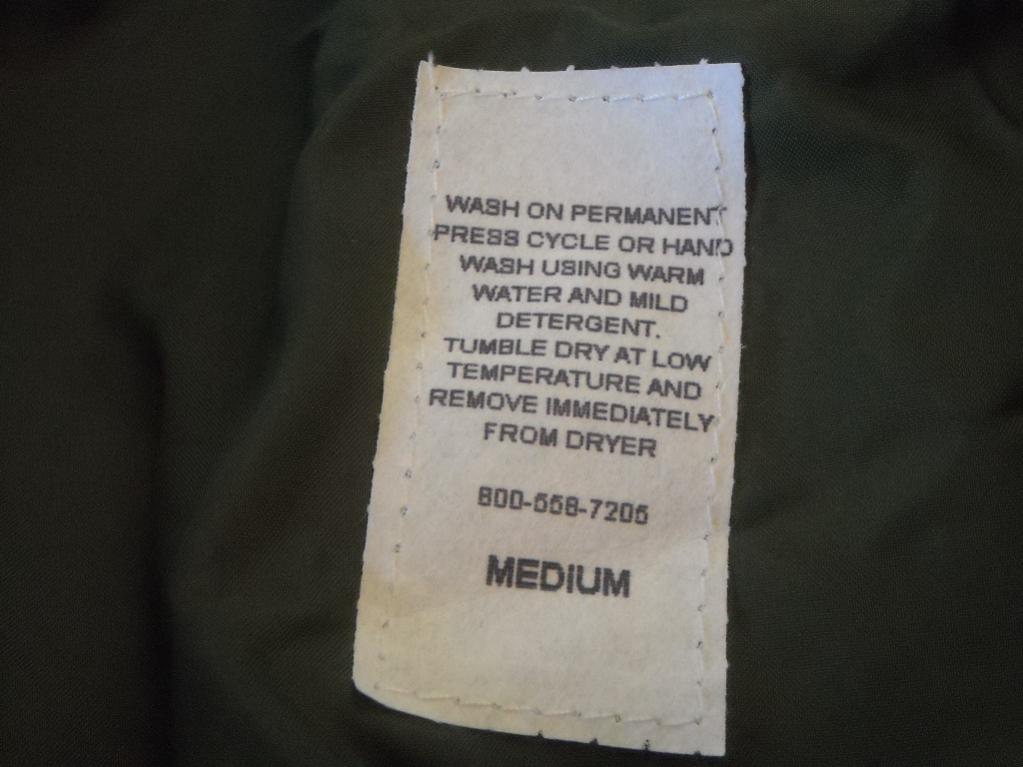 WASH ON PERMANENT
PRESS CYCLE OR HAND
WASH USING WARM
WATER AND MILD
DETERGENT.
TUMBLE DRY AT LOW
TEMPERATURE AND
REMOVE IMMEDIATELY
FROM DRYER
800-558-7205
MEDIUM